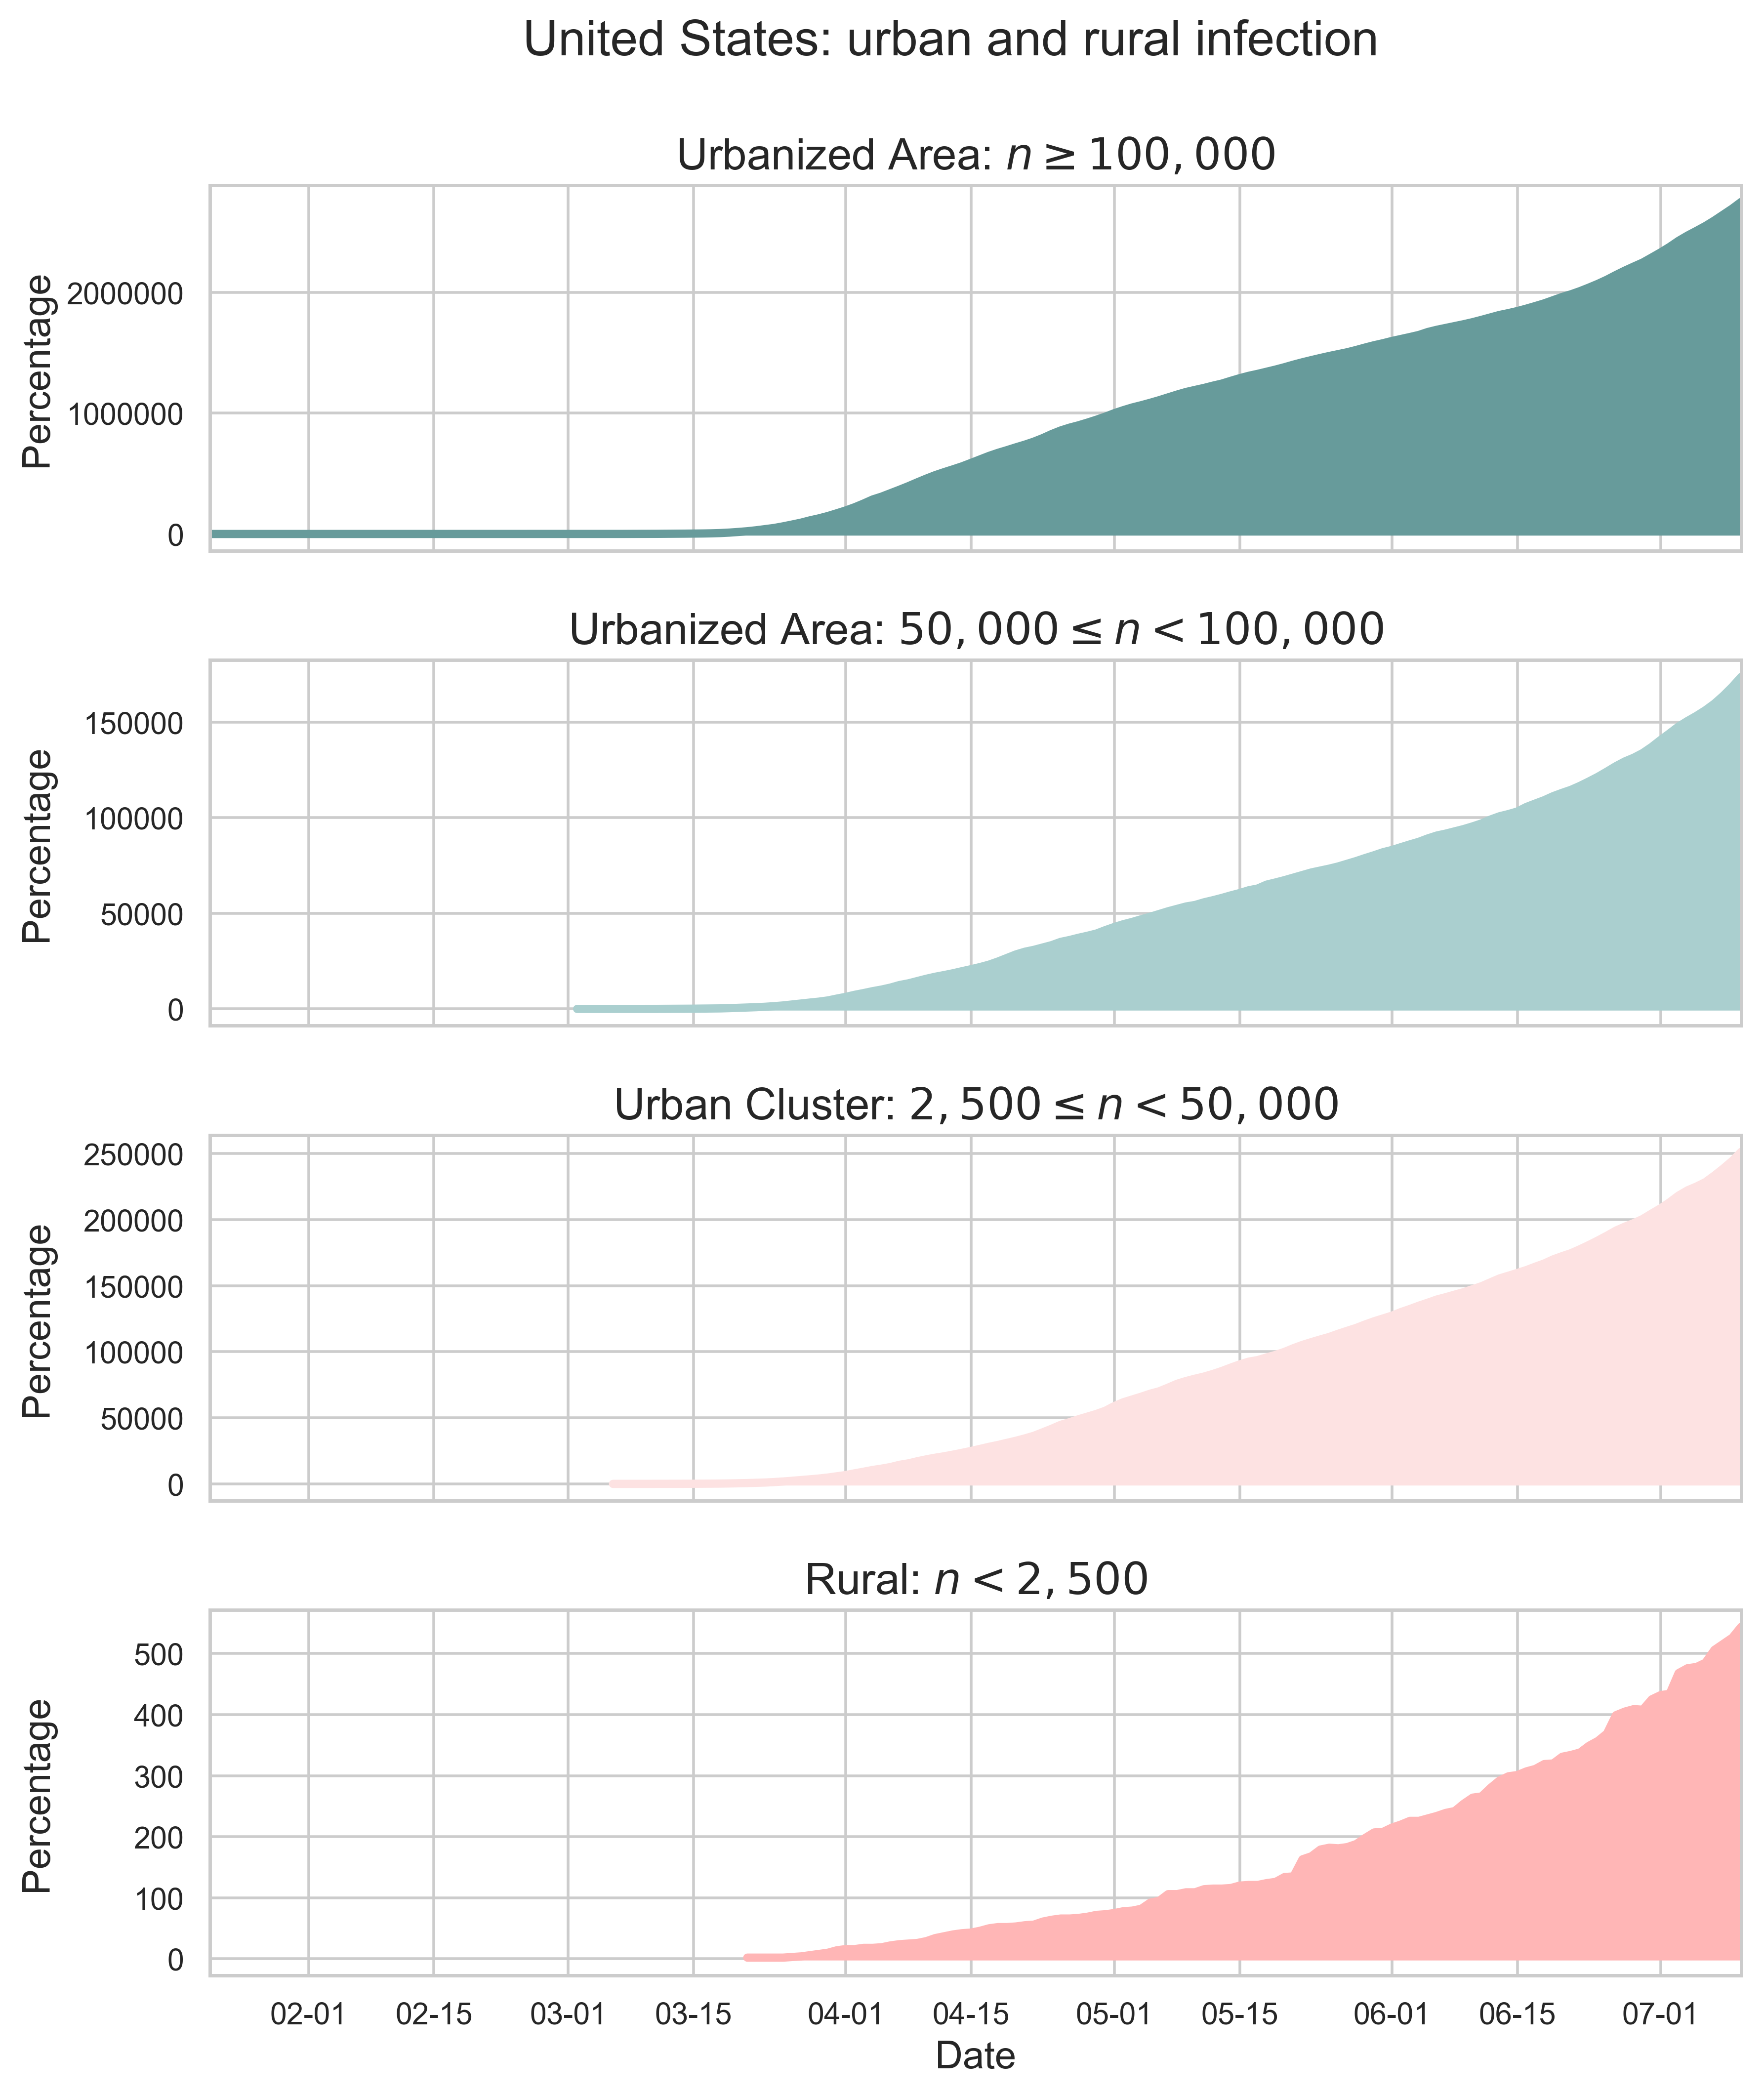 United States: urban and rural infection
Urbanized Area: n ≥ 100,000
Percentage
2000000
1000000
0
Urbanized Area: 50,000 ≤ n < 100,000
Percentage
150000
100000
50000
0
Urban Cluster: 2,500 ≤ n < 50,000
Percentage
250000
200000
150000
100000
50000
0
Rural: n < 2,500
Percentage
500
400
300
200
100
0
02-01 02-15 03-01 03-15 04-01 04-15 05-01 05-15 06-01 06-15 07-01
Date